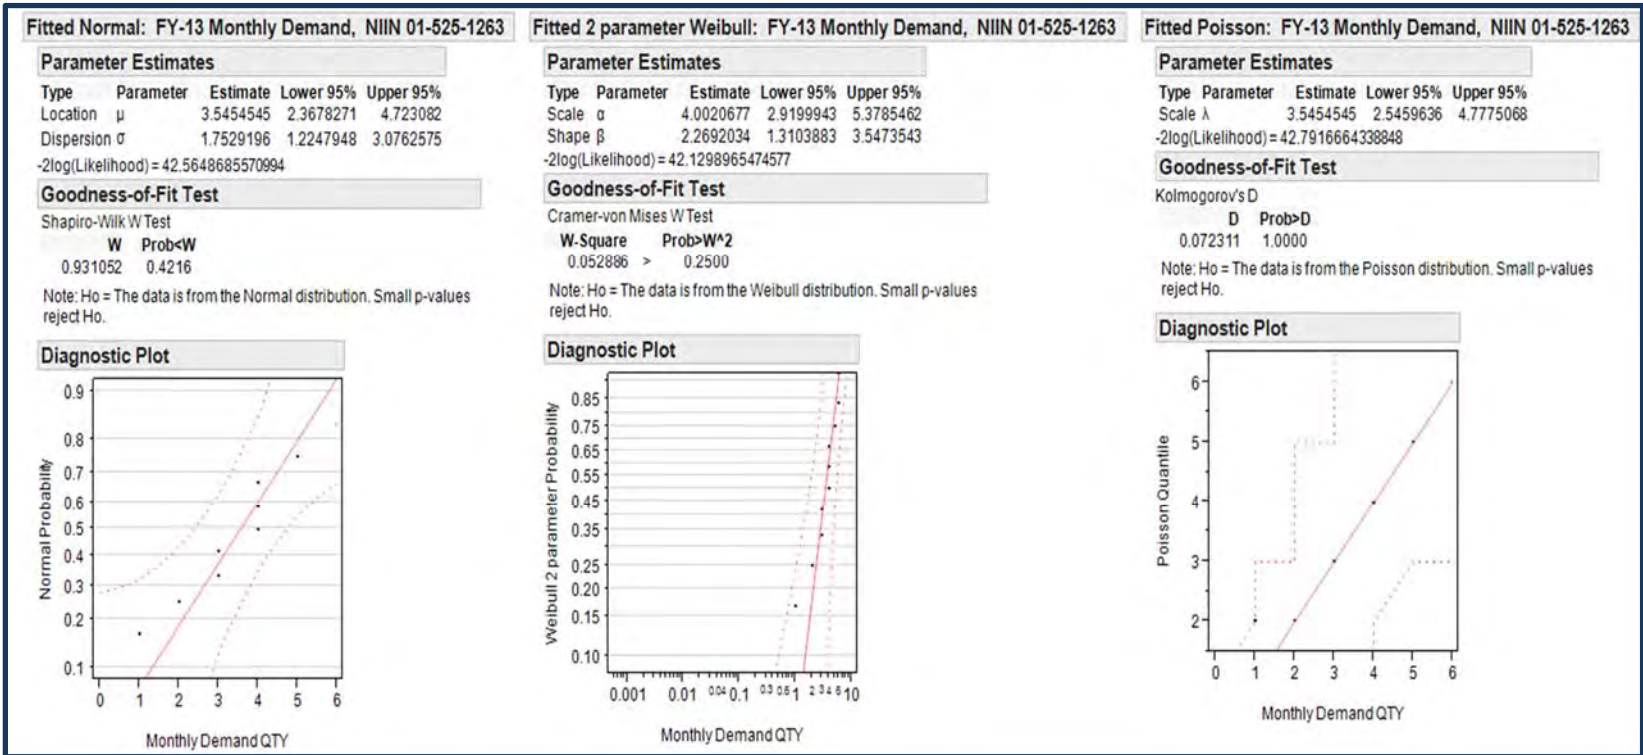 Fitted Normal: FY-13 Monthly Demand, NIIN 01-525-1263
Parameter Estimates
Type Parameter Estimate Lower 95% Upper 95%
Location μ 3.5454545 2.3678271 4.723082
Dispersion σ 1.7529196 1.2247948 3.0762575
-2log(Likelihood) = 42.5648685570994
Goodness-of-Fit Test
Shapiro-Wilk W Test
W Prob<W
0.931052 0.4216
Note: Ho = The data is from the Normal distribution. Small p-values
reject Ho.
Diagnostic Plot
Normal Probability
0.9
0.8
0.7
0.6
0.5
0.4
0.3
0.2
0.1
0 1 2 3 4 5 6
Monthly Demand QTY
Fitted 2 parameter Weibull: FY-13 Monthly Demand, NIIN 01-525-1263
Parameter Estimates
Type Parameter Estimate Lower 95% Upper 95%
Scale α 4.0020677 2.9199943 5.3785462
Shape β 2.2692034 1.3103883 3.5473543
-2log(Likelihood) = 42.1298965474577
Goodness-of-Fit Test
Cramer-von Mises W Test
W-Square Prob>W^2
0.052886 > 0.2500
Note: Ho = The data is from the Weibull distribution. Small p-values
reject Ho.
Diagnostic Plot
Weibull 2 parameter Probability
0.85
0.75
0.65
0.55
0.45
0.35
0.25
0.20
0.15
0.10
0.001 0.01 0.04 0.1 0.3 0.5 1 2 3 4 6 10
Monthly Demand QTY
Fitted Poisson: FY-13 Monthly Demand, NIIN 01-525-1263
Parameter Estimates
Type Parameter Estimate Lower 95% Upper 95%
Scale λ 3.5454545 2.5459636 4.7775068
-2log(Likelihood) = 42.7916664338848
Goodness-of-Fit Test
Kolmogorov's D
D Prob>D
0.072311 1.0000
Note: Ho = The data is from the Poisson distribution. Small p-values
reject Ho.
Diagnostic Plot
Poisson Quantile
6
5
4
3
2
0 1 2 3 4 5 6
Monthly Demand QTY